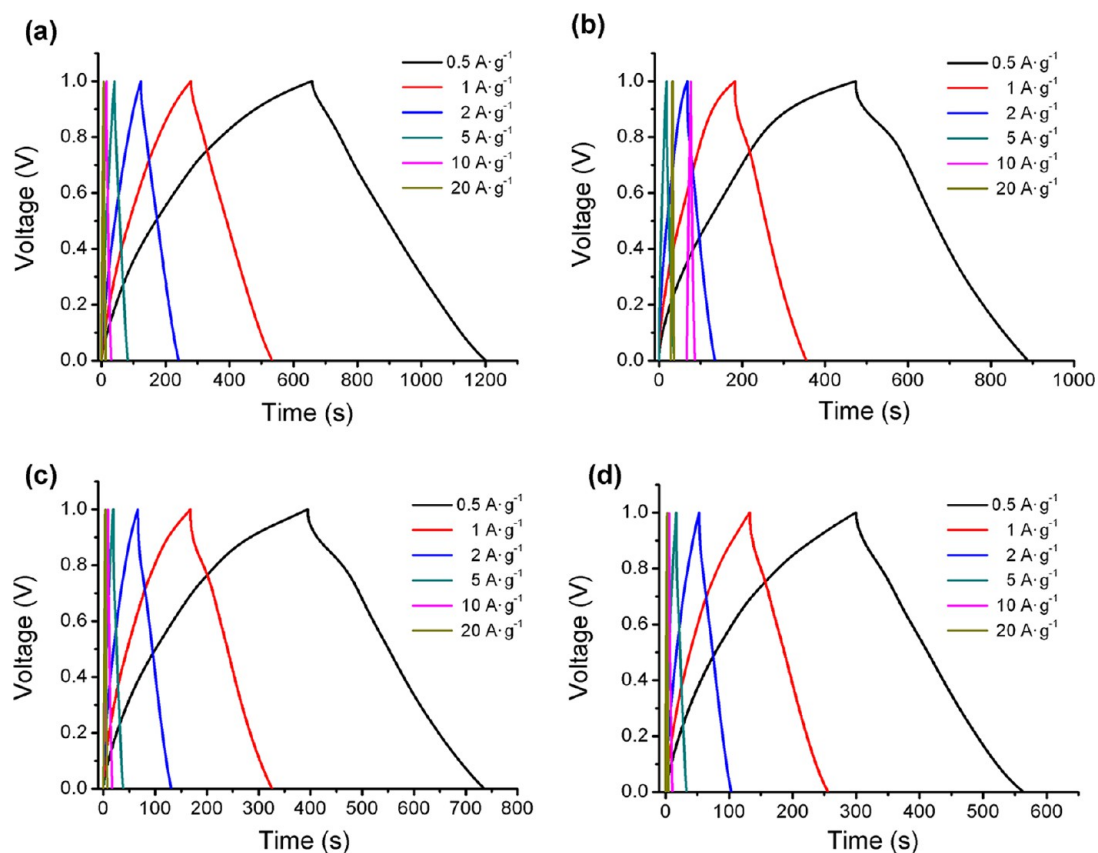 (a)
0.5 A·g⁻¹
1 A·g⁻¹
2 A·g⁻¹
5 A·g⁻¹
10 A·g⁻¹
20 A·g⁻¹
1.0
0.8
0.6
0.4
0.2
0.0
Voltage (V)
0 200 400 600 800 1000 1200
Time (s)
(b)
0.5 A·g⁻¹
1 A·g⁻¹
2 A·g⁻¹
5 A·g⁻¹
10 A·g⁻¹
20 A·g⁻¹
1.0
0.8
0.6
0.4
0.2
0.0
Voltage (V)
0 200 400 600 800 1000
Time (s)
(c)
0.5 A·g⁻¹
1 A·g⁻¹
2 A·g⁻¹
5 A·g⁻¹
10 A·g⁻¹
20 A·g⁻¹
1.0
0.8
0.6
0.4
0.2
0.0
Voltage (V)
0 100 200 300 400 500 600 700 800
Time (s)
(d)
0.5 A·g⁻¹
1 A·g⁻¹
2 A·g⁻¹
5 A·g⁻¹
10 A·g⁻¹
20 A·g⁻¹
1.0
0.8
0.6
0.4
0.2
0.0
Voltage (V)
0 100 200 300 400 500 600
Time (s)